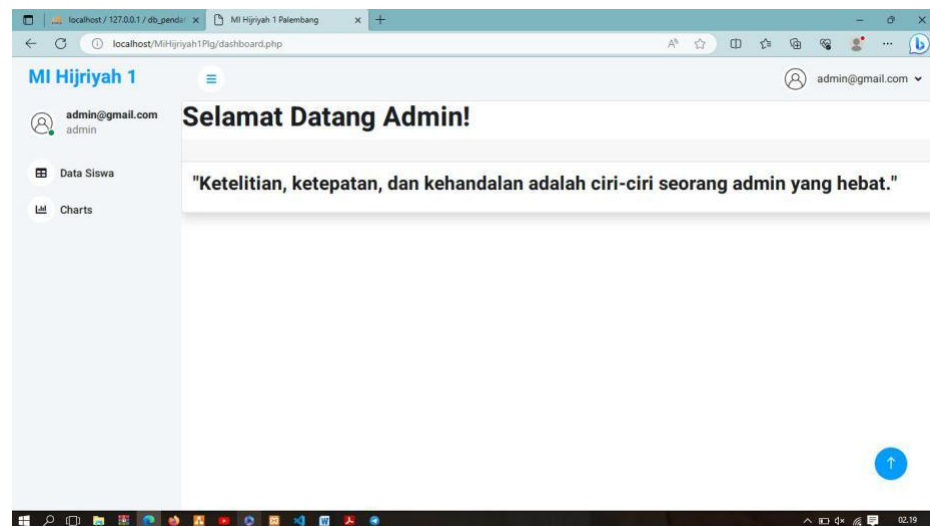 localhost / 127.0.0.1 / db_penda
MI Hijriyah 1 Palembang
localhost/MiHijriyah1Plg/dashboard.php
MI Hijriyah 1
admin@gmail.com
admin@gmail.com
admin
Selamat Datang Admin!
Data Siswa
"Ketelitian, ketepatan, dan kehandalan adalah ciri-ciri seorang admin yang hebat."
Charts
02.19